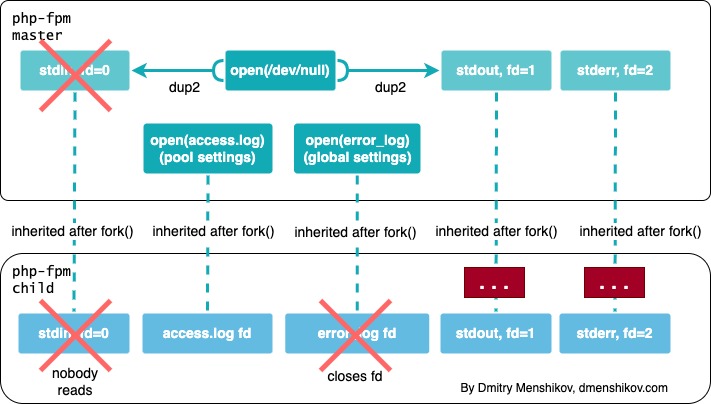 php-fpm
master
stdin, fd=0
open(/dev/null)
stdout, fd=1
stderr, fd=2
dup2
dup2
open(access.log)
(pool settings)
open(error_log)
(global settings)
inherited after fork()
inherited after fork()
inherited after fork()
inherited after fork()
inherited after fork()
php-fpm
child
...
...
stdin, fd=0
access.log fd
error_log fd
stdout, fd=1
stderr, fd=2
nobody
reads
closes fd
By Dmitry Menshikov, dmenshikov.com